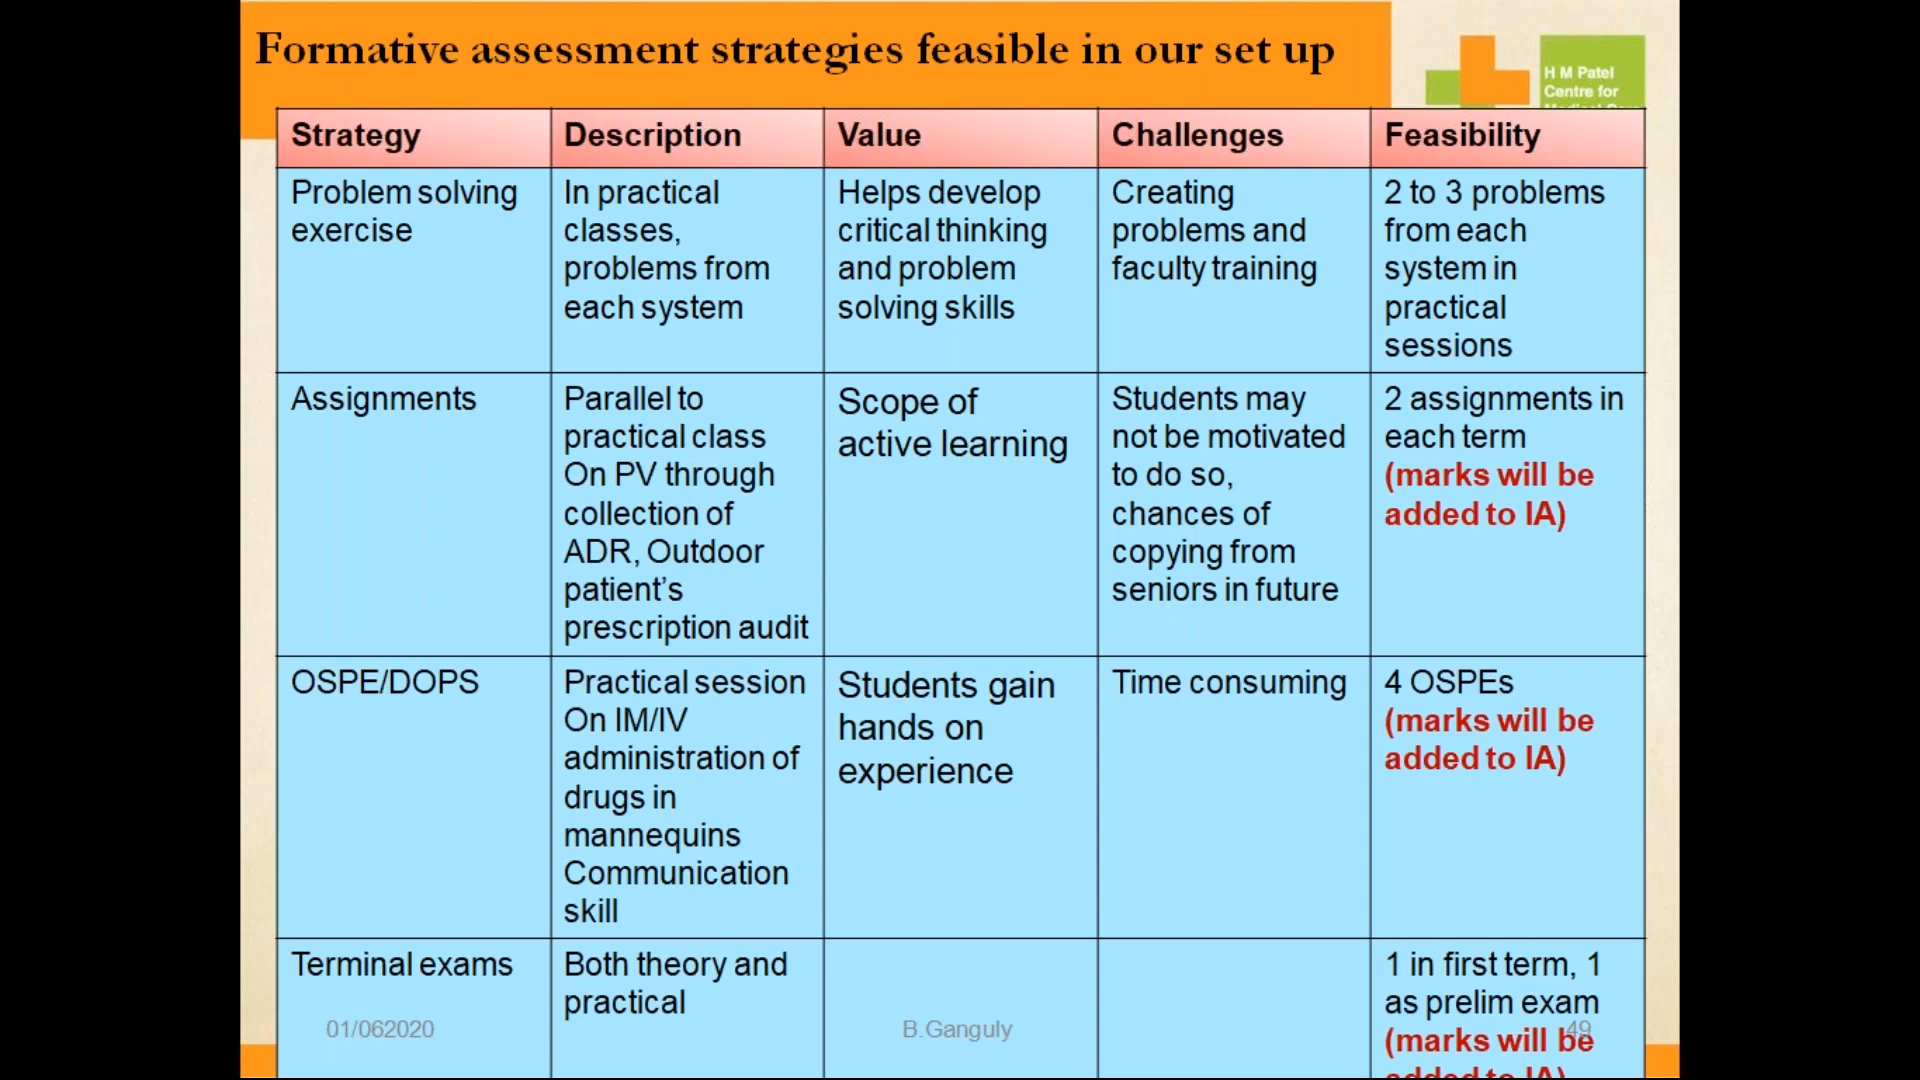 Formative assessment strategies feasible in our set up
H M Patel
Centre for
Strategy
Description
Value
Challenges
Feasibility
Problem solving
exercise
In practical
classes,
problems from
each system
Helps develop
critical thinking
and problem
solving skills
Creating
problems and
faculty training
2 to 3 problems
from each
system in
practical
sessions
Assignments
Parallel to
practical class
On PV through
collection of
ADR, Outdoor
patient’s
prescription audit
Scope of
active learning
Students may
not be motivated
to do so,
chances of
copying from
seniors in future
2 assignments in
each term
(marks will be
added to IA)
OSPE/DOPS
Practical session
On IM/IV
administration of
drugs in
mannequins
Communication
skill
Students gain
hands on
experience
Time consuming
4 OSPEs
(marks will be
added to IA)
Terminal exams
Both theory and
practical
1 in first term, 1
as prelim exam
(marks will be
added to IA)
01/062020
B.Ganguly
49